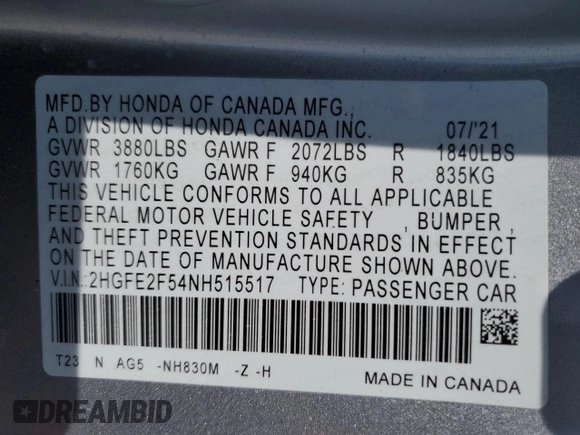 MFD.BY HONDA OF CANADA MFG.,
A DIVISION OF HONDA CANADA INC. 07/'21
GVWR 3880LBS GAWR F 2072LBS R 1840LBS
GVWR 1760KG GAWR F 940KG R 835KG
THIS VEHICLE CONFORMS TO ALL APPLICABLE
FEDERAL MOTOR VEHICLE SAFETY , BUMPER ,
AND THEFT PREVENTION STANDARDS IN EFFECT
ON THE DATE OF MANUFACTURE SHOWN ABOVE.
V.I.N.:2HGFE2F54NH515517 TYPE: PASSENGER CAR
T23 N AG5 -NH830M -Z -H
MADE IN CANADA
DREAMBID